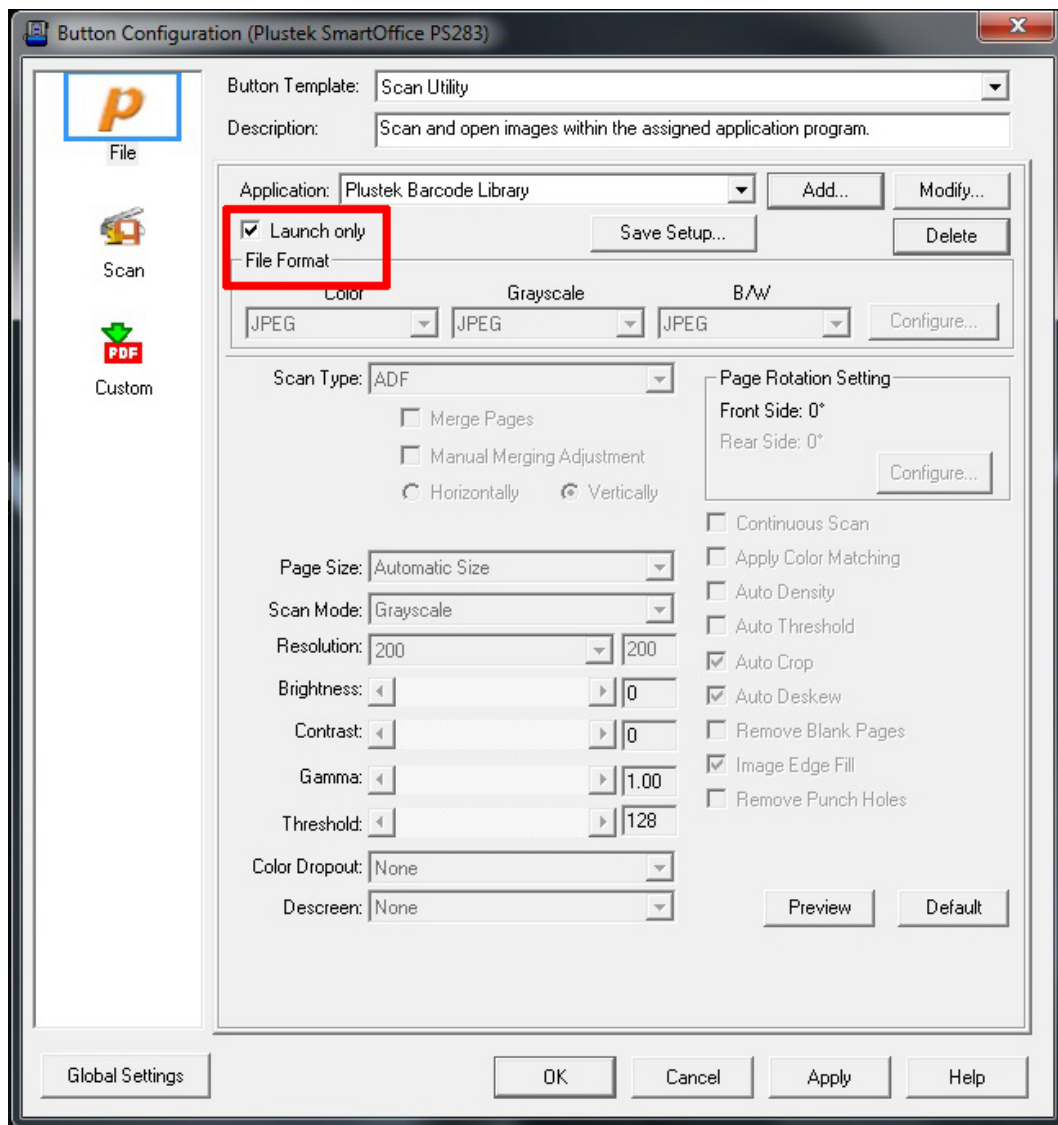 Button Configuration (Plustek SmartOffice PS283)
File
Scan
PDF
Custom
Button Template: Scan Utility
Description: Scan and open images within the assigned application program.
Application: Plustek Barcode Library Add... Modify...
Launch only Save Setup... Delete
File Format
Color Grayscale B/W
JPEG JPEG JPEG Configure...
Scan Type: ADF
Merge Pages
Manual Merging Adjustment
Horizontally Vertically
Page Size: Automatic Size
Scan Mode: Grayscale
Resolution: 200 200
Brightness: 0
Contrast: 0
Gamma: 1.00
Threshold: 128
Color Dropout: None
Descreen: None
Page Rotation Setting
Front Side: 0°
Rear Side: 0°
Configure...
Continuous Scan
Apply Color Matching
Auto Density
Auto Threshold
Auto Crop
Auto Deskew
Remove Blank Pages
Image Edge Fill
Remove Punch Holes
Preview Default
Global Settings OK Cancel Apply Help